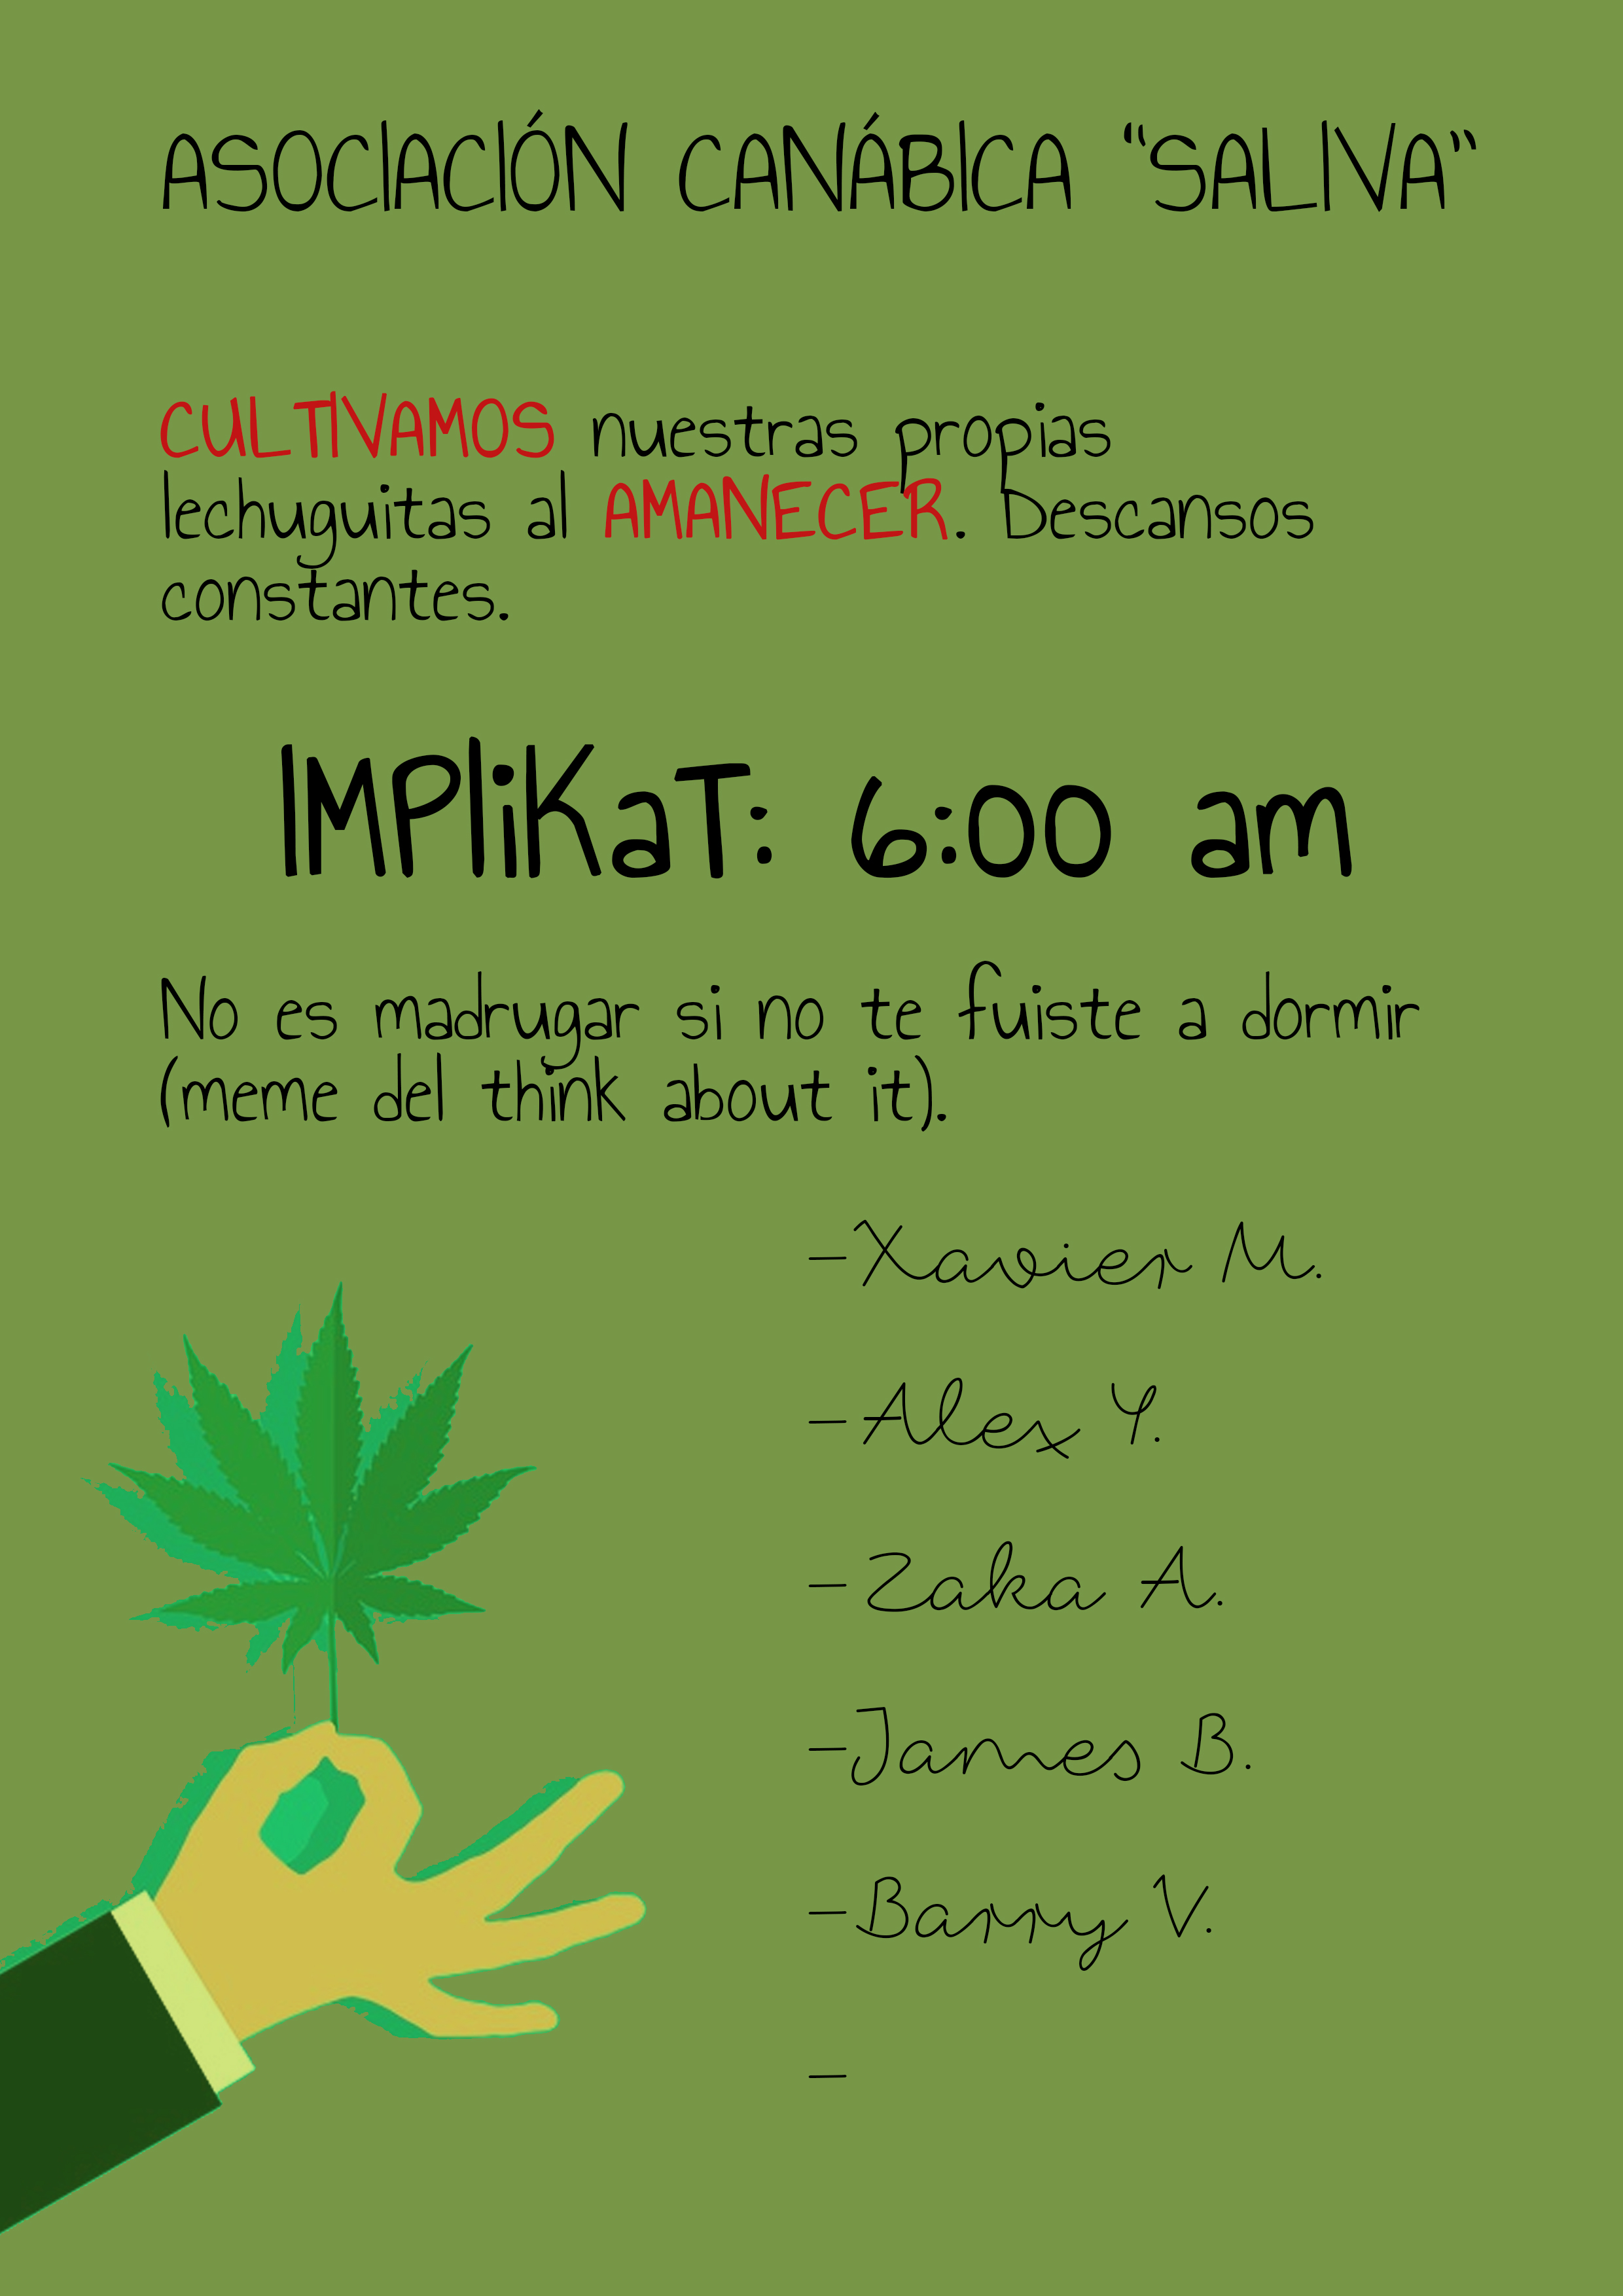 ASOCIACIÓN CANÁBICA "SALIVA"
CULTIVAMOS nuestras propias
lechuguitas al AMANECER. Descansos
constantes.
IMPliKaT: 6:00 am
No es madrugar si no te fuiste a dormir
(meme del think about it).
-Xavier M.
-Alex Y.
-Zaka A.
-James B.
-Barry V.
-